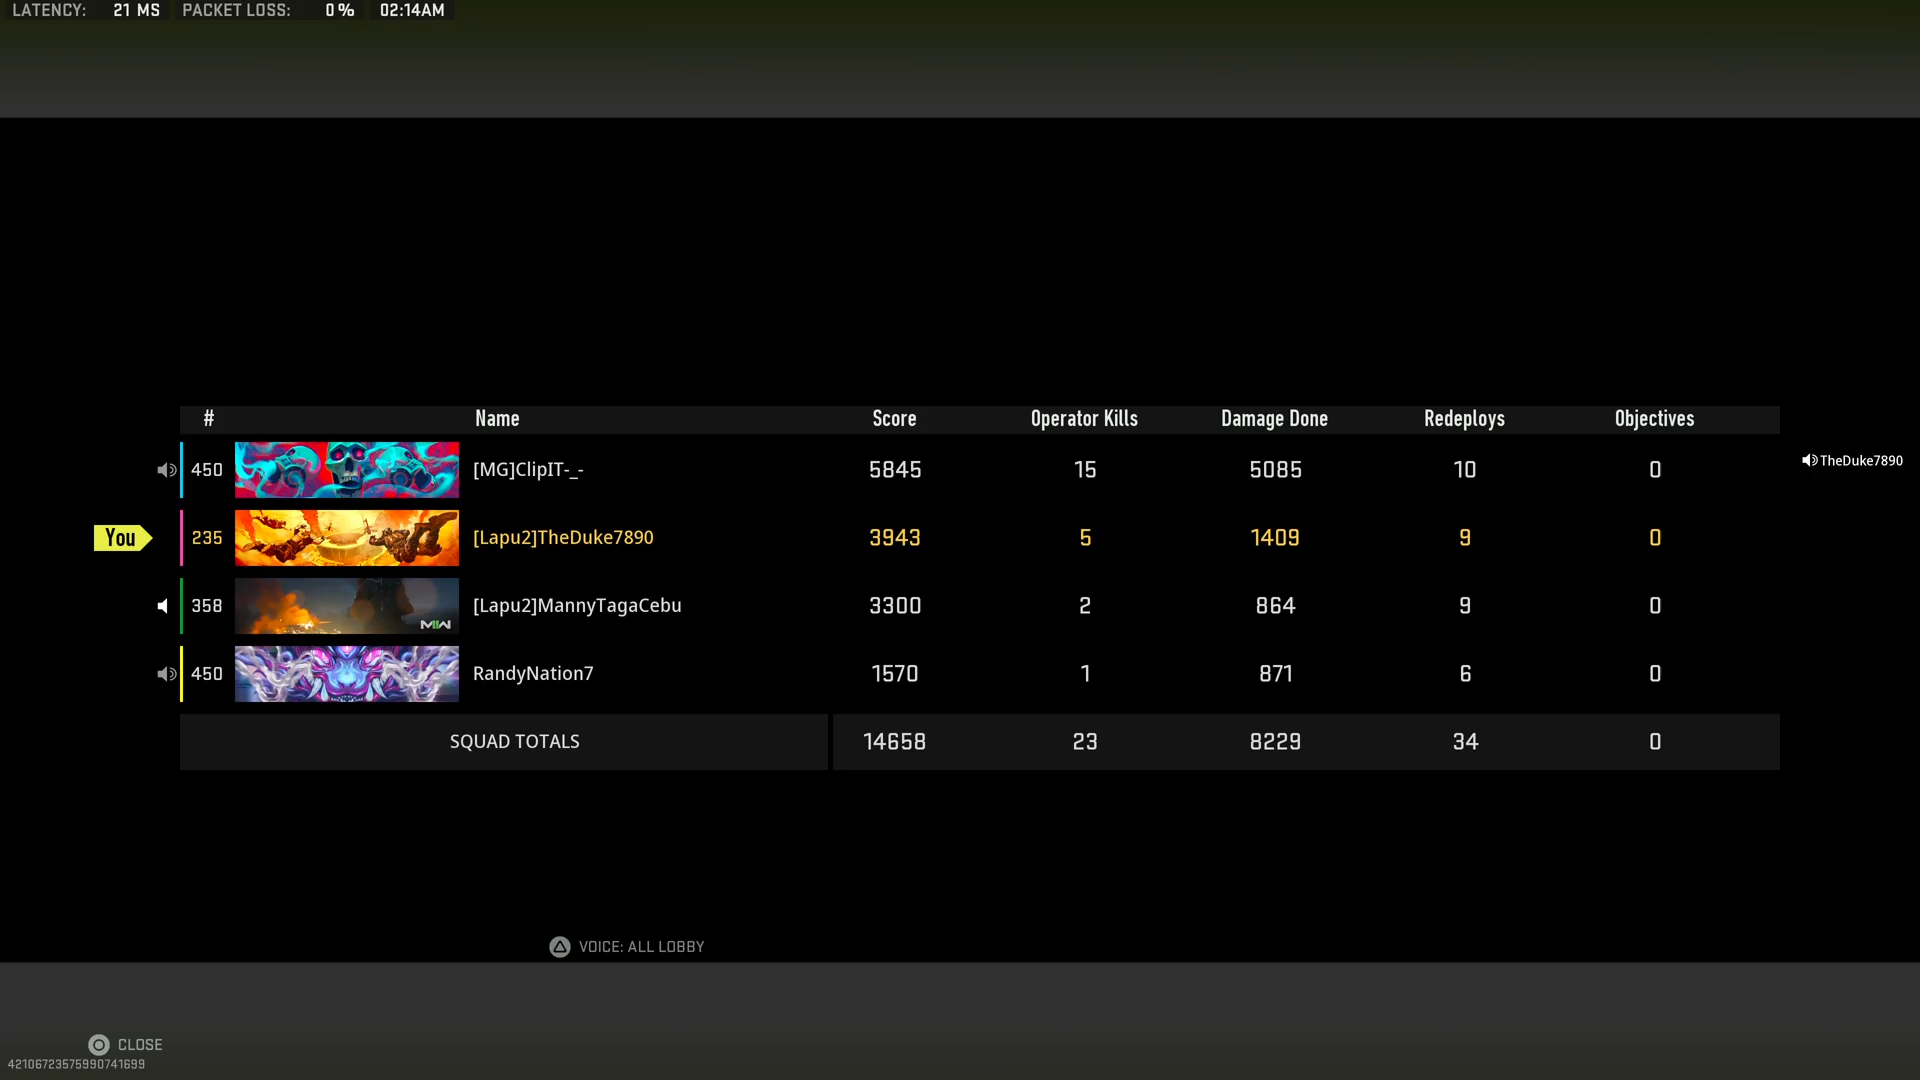 LATENCY: 21 MS PACKET LOSS: 0 % 02:14AM
# Name Score Operator Kills Damage Done Redeploys Objectives
450 [MG]ClipIT-_- 5845 15 5085 10 0
TheDuke7890
You 235 [Lapu2]TheDuke7890 3943 5 1409 9 0
358 MW [Lapu2]MannyTagaCebu 3300 2 864 9 0
450 RandyNation7 1570 1 871 6 0
SQUAD TOTALS 14658 23 8229 34 0
VOICE: ALL LOBBY
CLOSE
42106723575990741699